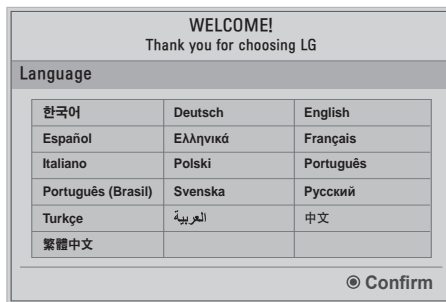 WELCOME!
Thank you for choosing LG
Language
한국어 Deutsch English
Español Ελληνικά Français
Italiano Polski Português
Português (Brasil) Svenska Русский
Turkçe العربية 中文
繁體中文
Confirm